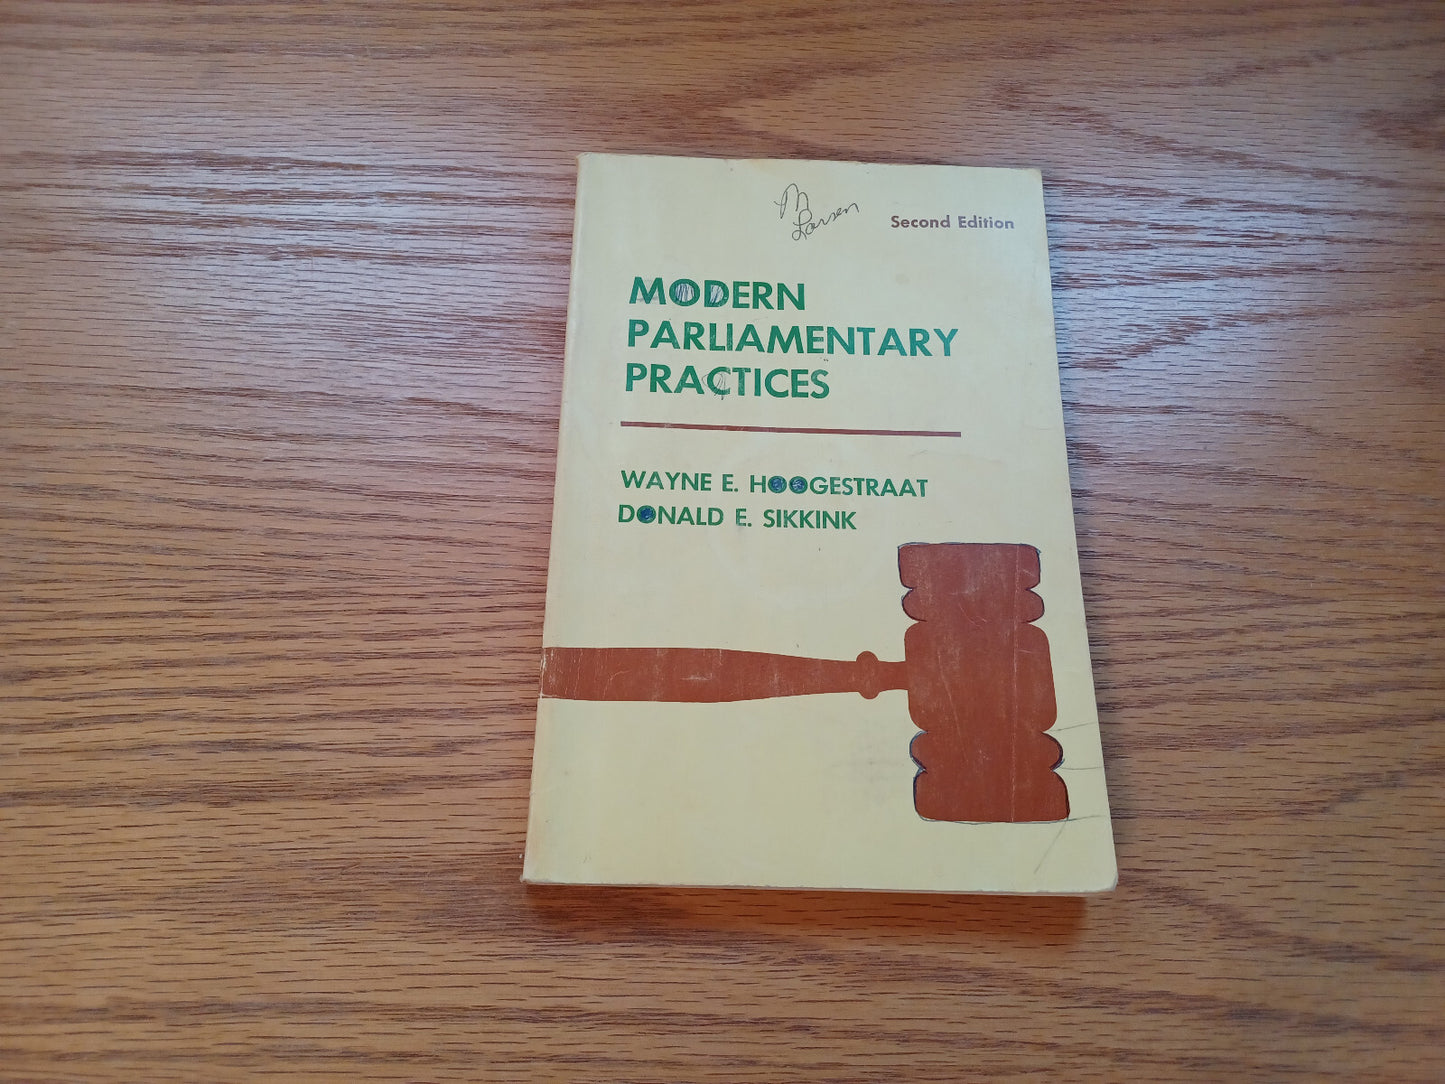 M
Larsen
Second Edition
MODERN
PARLIAMENTARY
PRACTICES
WAYNE E. HOOGESTRAAT
DONALD E. SIKKINK